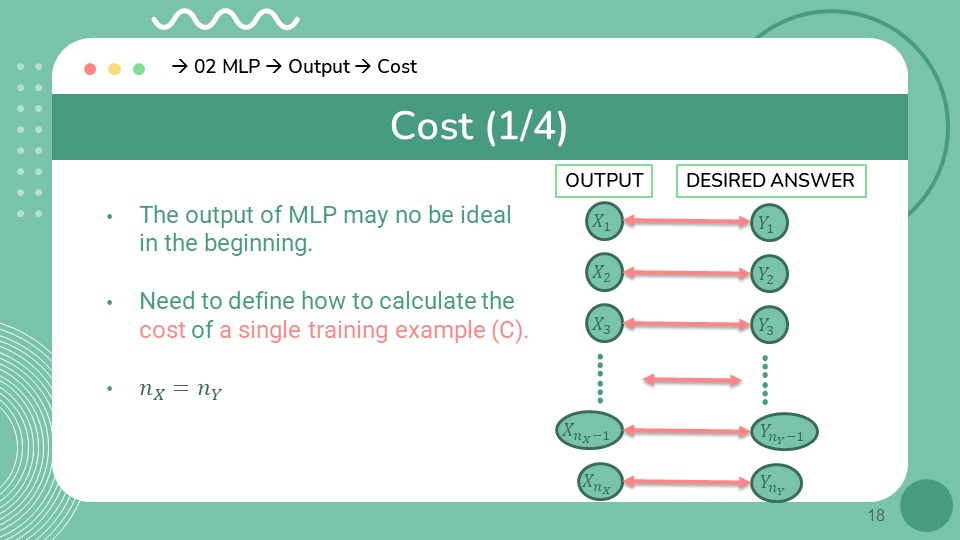 → 02 MLP → Output → Cost
Cost (1/4)
OUTPUT DESIRED ANSWER
• The output of MLP may no be ideal
in the beginning.
• Need to define how to calculate the
cost of a single training example (C).
• n_X = n_Y
X_1 Y_1
X_2 Y_2
X_3 Y_3
X_{n_X−1} Y_{n_Y−1}
X_{n_X} Y_{n_Y}
18